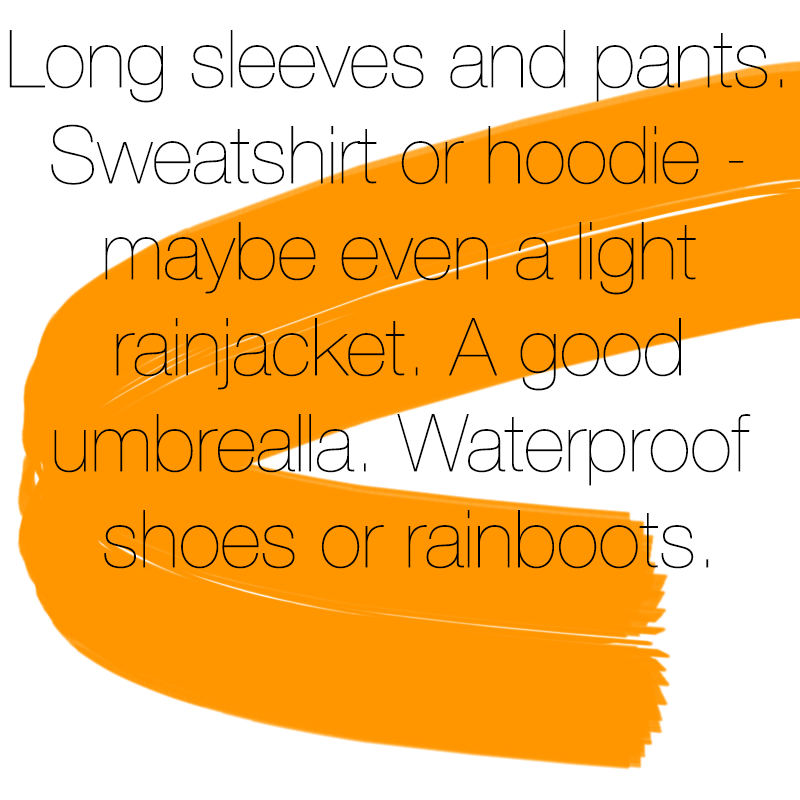 Long sleeves and pants.
Sweatshirt or hoodie -
maybe even a light
rainjacket. A good
umbrealla. Waterproof
shoes or rainboots.